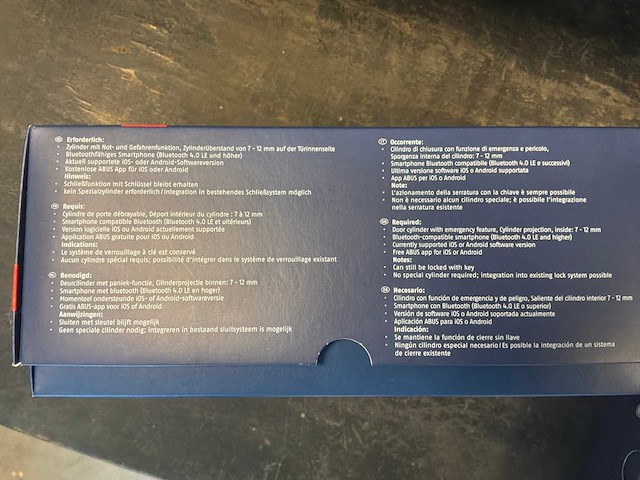 Erforderlich:
· Zylinder mit Not- und Gefahrenfunktion, Zylinderüberstand von 7 - 12 mm auf der Türinnenseite
· Bluetoothfähiges Smartphone (Bluetooth 4.0 LE und höher)
· Aktuell supportete iOS- oder Android-Softwareversion
· Kostenlose ABUS App für iOS oder Android
Hinweis:
· Schließfunktion mit Schlüssel bleibt erhalten
· kein Spezialzylinder erforderlich / Integration in bestehendes Schließsystem möglich
Requis:
· Cylindre de porte débrayable, Déport intérieur du cylindre : 7 à 12 mm
· Smartphone compatible Bluetooth (Bluetooth 4.0 LE et ultérieurs)
· Version logicielle iOS ou Android actuellement supportée
· Application ABUS gratuite pour iOS ou Android
Indications:
· Le système de verrouillage à clé est conservé
· Aucun cylindre spécial requis; possibilité d'intégrer dans le système de verrouillage existant
Benodigd:
· Deurcilinder met paniek-functie, Cilinderprojectie binnen: 7 - 12 mm
· Smartphone met bluetooth (Bluetooth 4.0 LE en hoger)
· Momenteel ondersteunde iOS- of Android-softwareversie
· Gratis ABUS-app voor iOS of Android
Aanwijzingen:
· Sluiten met sleutel blijft mogelijk
· Geen speciale cilinder nodig; integreren in bestaand sluitsysteem is mogelijk
Occorrente:
· Cilindro di chiusura con funzione di emergenza e pericolo,
Sporgenza interna del cilindro: 7 - 12 mm
· Smartphone Bluetooth compatibile (Bluetooth 4.0 LE e successivi)
· Ultima versione software iOS o Android supportata
· App ABUS per iOS o Android
Note:
· L'azionamento della serratura con la chiave è sempre possibile
· Non è necessario alcun cilindro speciale; è possibile l'integrazione
nella serratura esistente
Required:
· Door cylinder with emergency feature, Cylinder projection, inside: 7 - 12 mm
· Bluetooth-compatible smartphone (Bluetooth 4.0 LE and higher)
· Currently supported iOS or Android software version
· Free ABUS app for iOS or Android
Notes:
· Can still be locked with key
· No special cylinder required; integration into existing lock system possible
Necesario:
· Cilindro con función de emergencia y de peligro, Saliente del cilindro interior 7 - 12 mm
· Smartphone con Bluetooth (Bluetooth 4.0 LE o superior)
· Versión de software iOS o Android soportada actualmente
· Aplicación ABUS para iOS o Android
Indicación:
· Se mantiene la función de cierre sin llave
· Ningún cilindro especial necesario / Es posible la integración de un sistema
de cierre existente